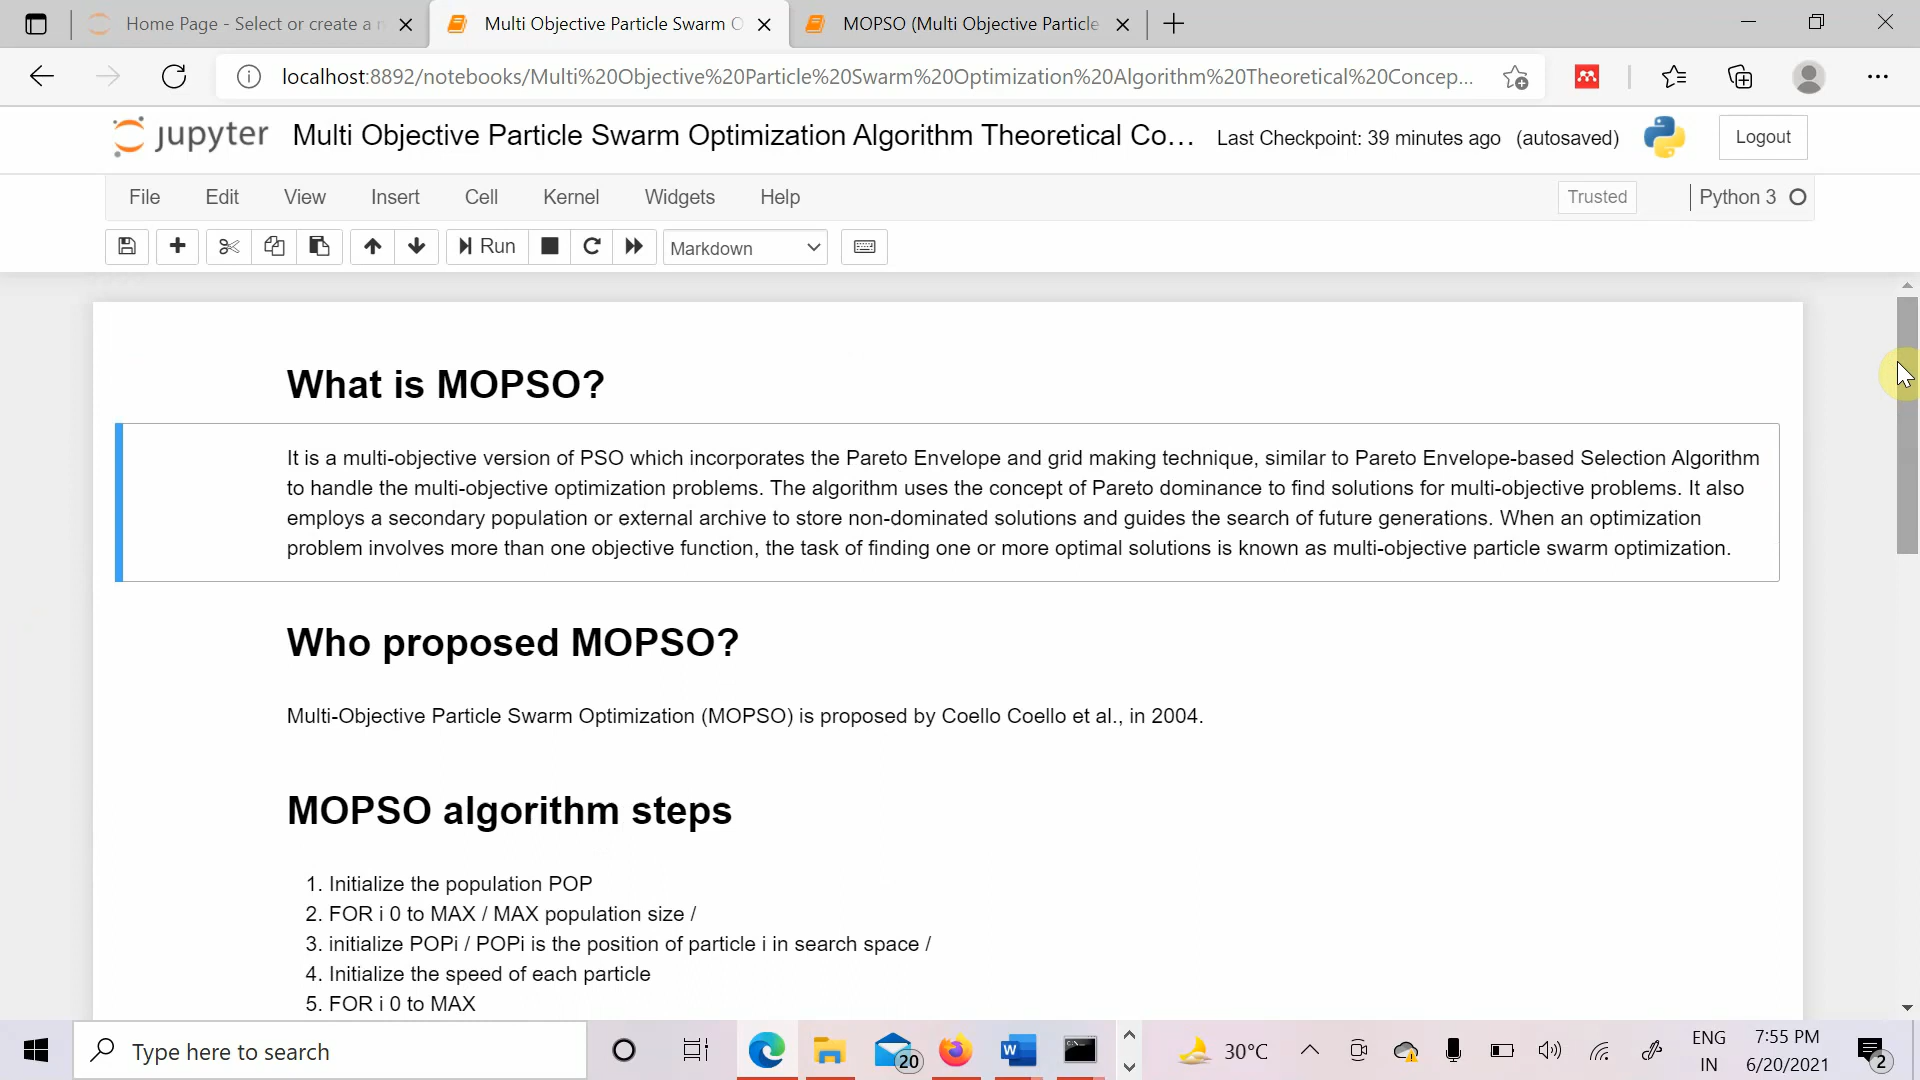 Home Page - Select or create a n
Multi Objective Particle Swarm O
MOPSO (Multi Objective Particle
localhost:8892/notebooks/Multi%20Objective%20Particle%20Swarm%20Optimization%20Algorithm%20Theoretical%20Concep...
jupyter
Multi Objective Particle Swarm Optimization Algorithm Theoretical Co...
Last Checkpoint: 39 minutes ago (autosaved)
Logout
File Edit View Insert Cell Kernel Widgets Help
Trusted
Python 3
Run
Markdown
What is MOPSO?
It is a multi-objective version of PSO which incorporates the Pareto Envelope and grid making technique, similar to Pareto Envelope-based Selection Algorithm
to handle the multi-objective optimization problems. The algorithm uses the concept of Pareto dominance to find solutions for multi-objective problems. It also
employs a secondary population or external archive to store non-dominated solutions and guides the search of future generations. When an optimization
problem involves more than one objective function, the task of finding one or more optimal solutions is known as multi-objective particle swarm optimization.
Who proposed MOPSO?
Multi-Objective Particle Swarm Optimization (MOPSO) is proposed by Coello Coello et al., in 2004.
MOPSO algorithm steps
1. Initialize the population POP
2. FOR i 0 to MAX / MAX population size /
3. initialize POPi / POPi is the position of particle i in search space /
4. Initialize the speed of each particle
5. FOR i 0 to MAX
Type here to search
20
W
30°C
ENG
IN
7:55 PM
6/20/2021
2